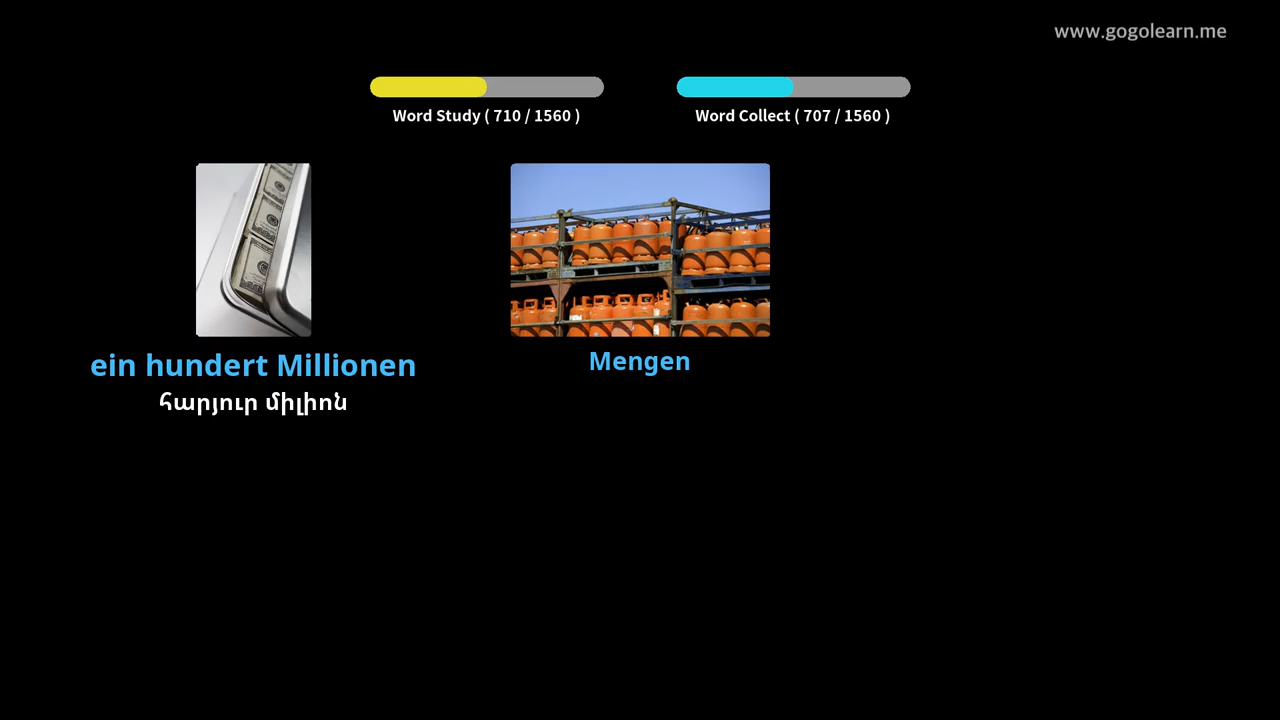 www.gogolearn.me
Word Study ( 710 / 1560 )
Word Collect ( 707 / 1560 )
ein hundert Millionen
հարյուր միլիոն
Mengen